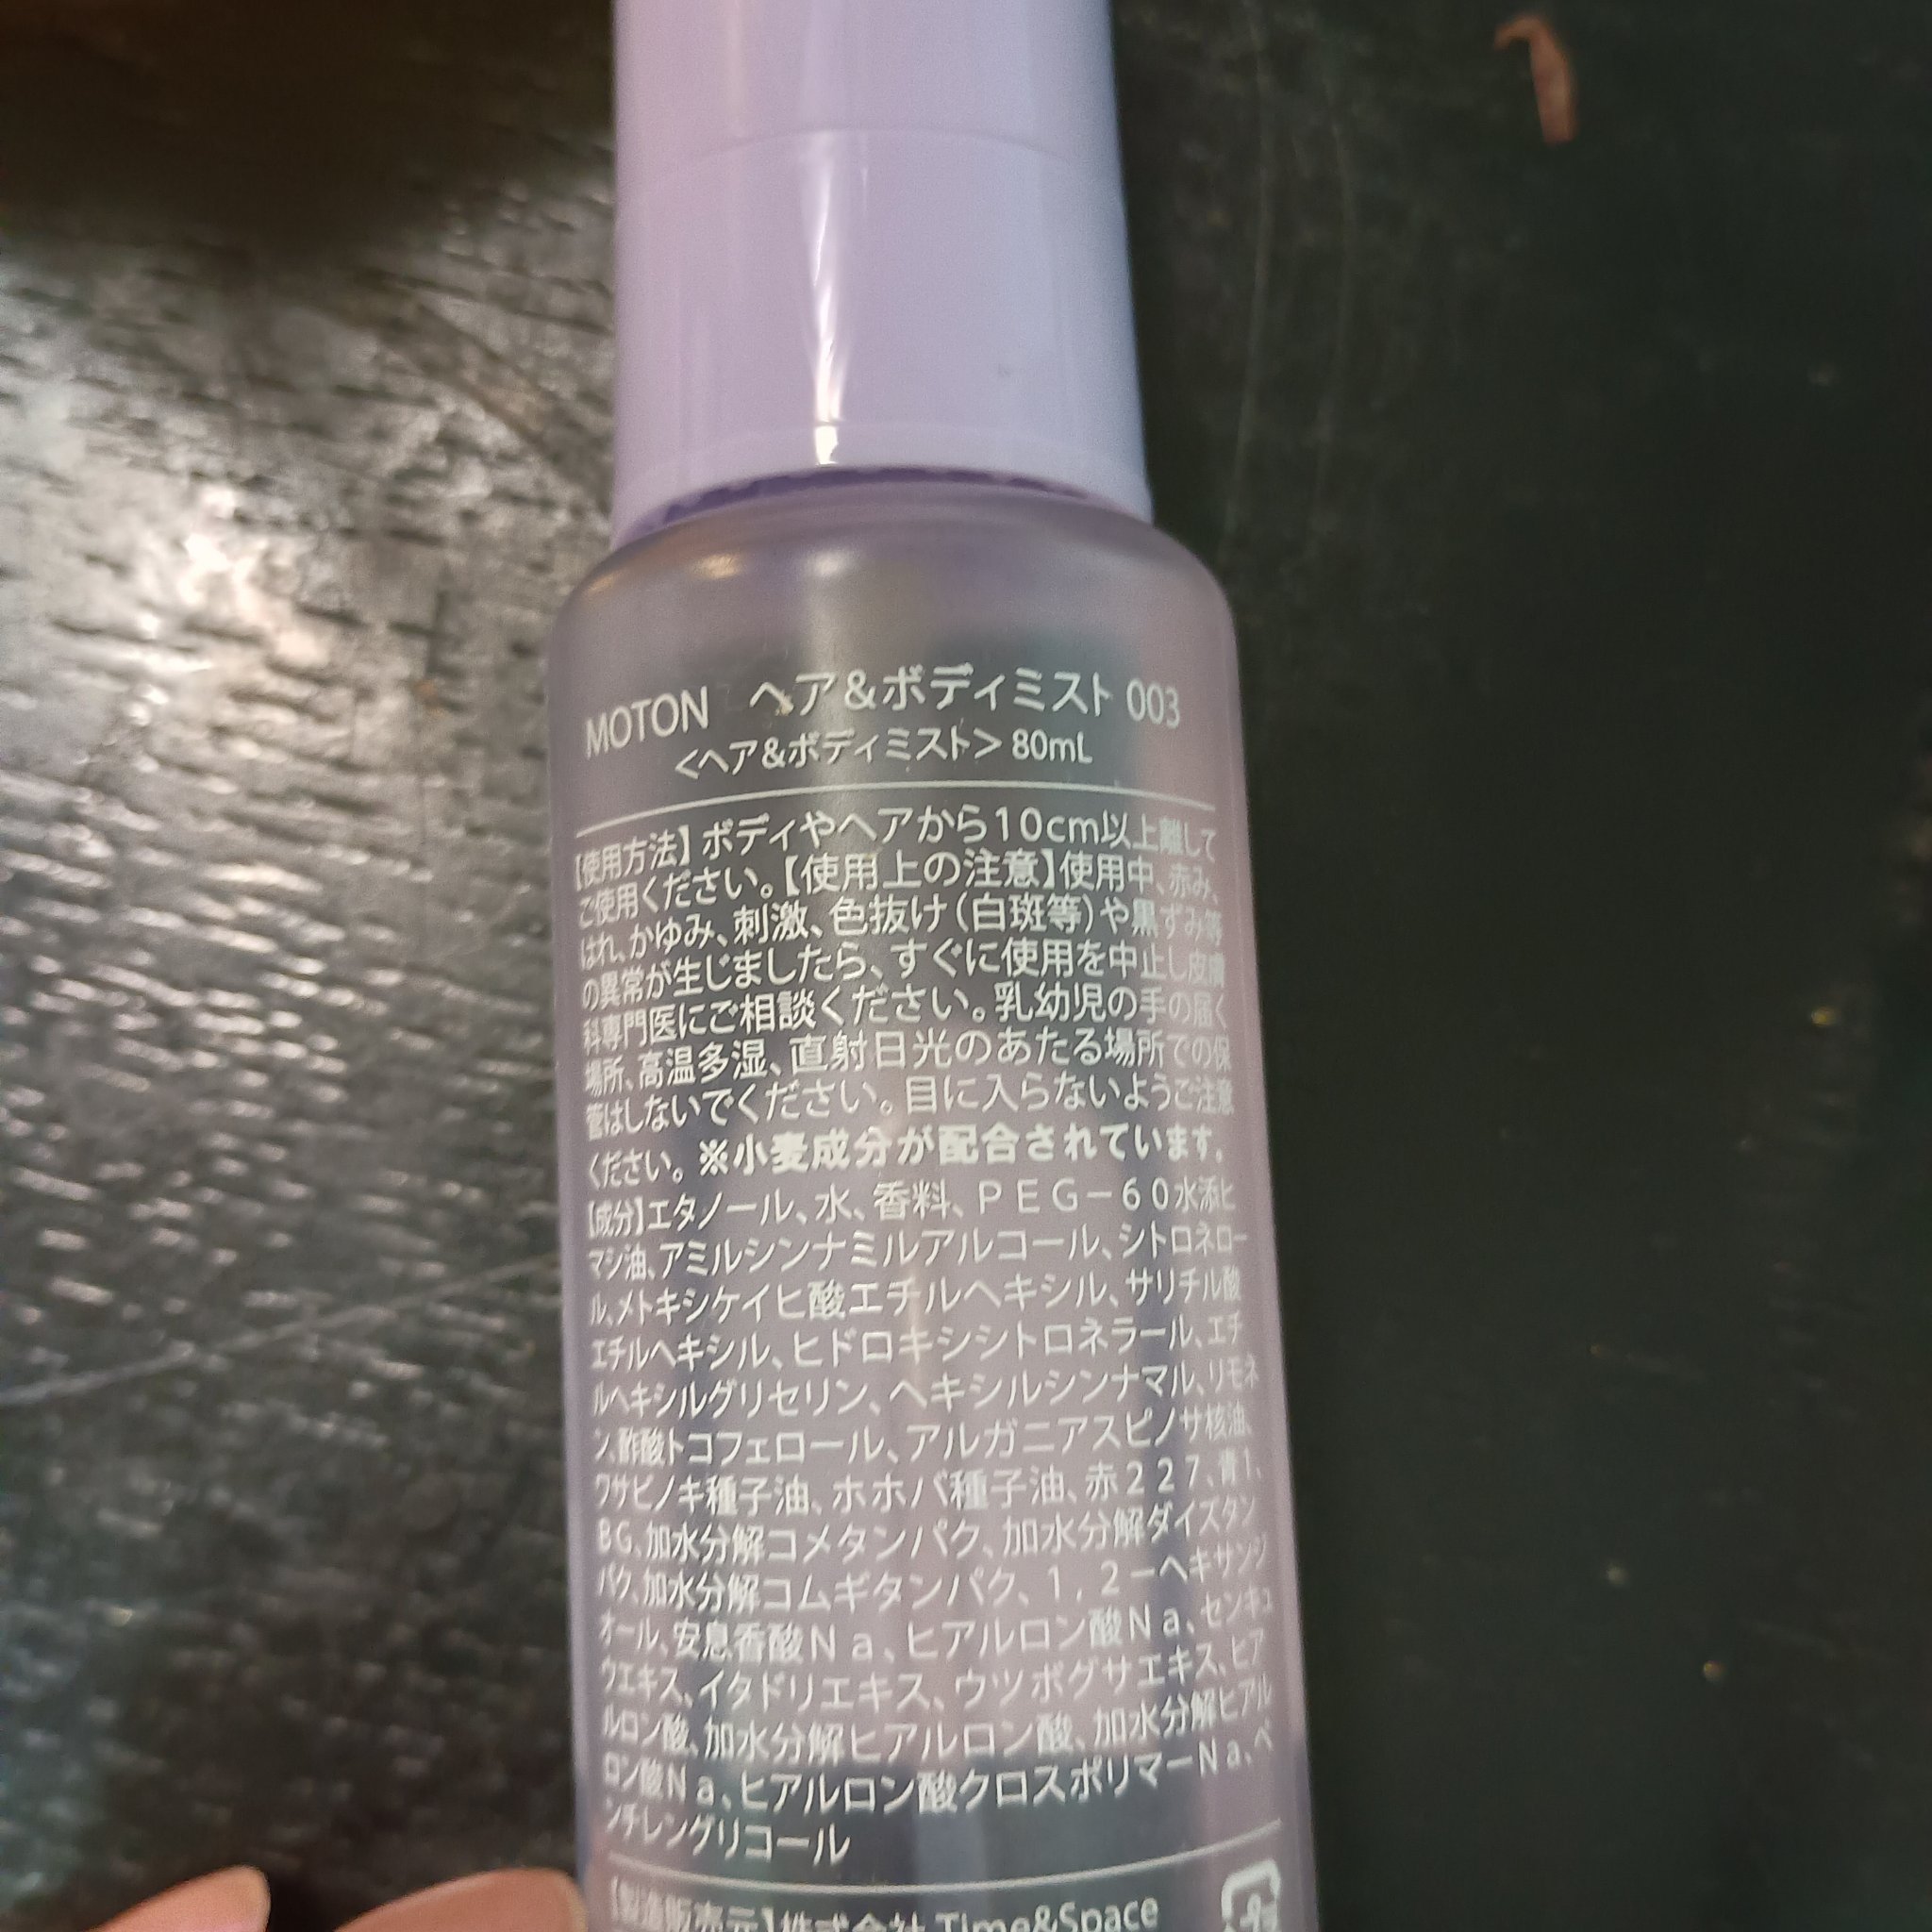 MOTON　ヘア&ボディミスト 003
<ヘア&ボディミスト> 80mL
【使用方法】ボディやヘアから10cm以上離して
ご使用ください。【使用上の注意】使用中、赤み、
はれ、かゆみ、刺激、色抜け(白斑等)や黒ずみ等
の異常が生じましたら、すぐに使用を中止し皮膚
科専門医にご相談ください。乳幼児の手の届く
場所、高温多湿、直射日光のあたる場所での保
管はしないでください。目に入らないようご注意
ください。※小麦成分が配合されています。
【成分】エタノール、水、香料、PEG-60水添ヒ
マシ油、アミルシンナミルアルコール、シトロネロー
ル、メトキシケイヒ酸エチルヘキシル、サリチル酸
エチルヘキシル、ヒドロキシシトロネラール、エチ
ルヘキシルグリセリン、ヘキシルシンナマル、リモネ
ン、酢酸トコフェロール、アルガニアスピノサ核油、
ワサビノキ種子油、ホホバ種子油、赤227、青1、
BG、加水分解コメタンパク、加水分解ダイズタン
パク、加水分解コムギタンパク、1,2-ヘキサンジ
オール、安息香酸Na、ヒアルロン酸Na、センキュ
ウエキス、イタドリエキス、ウツボグサエキス、ヒア
ルロン酸、加水分解ヒアルロン酸、加水分解ヒアル
ロン酸Na、ヒアルロン酸クロスポリマーNa、ペ
ンチレングリコール
【製造販売元】株式会社 Time&Space